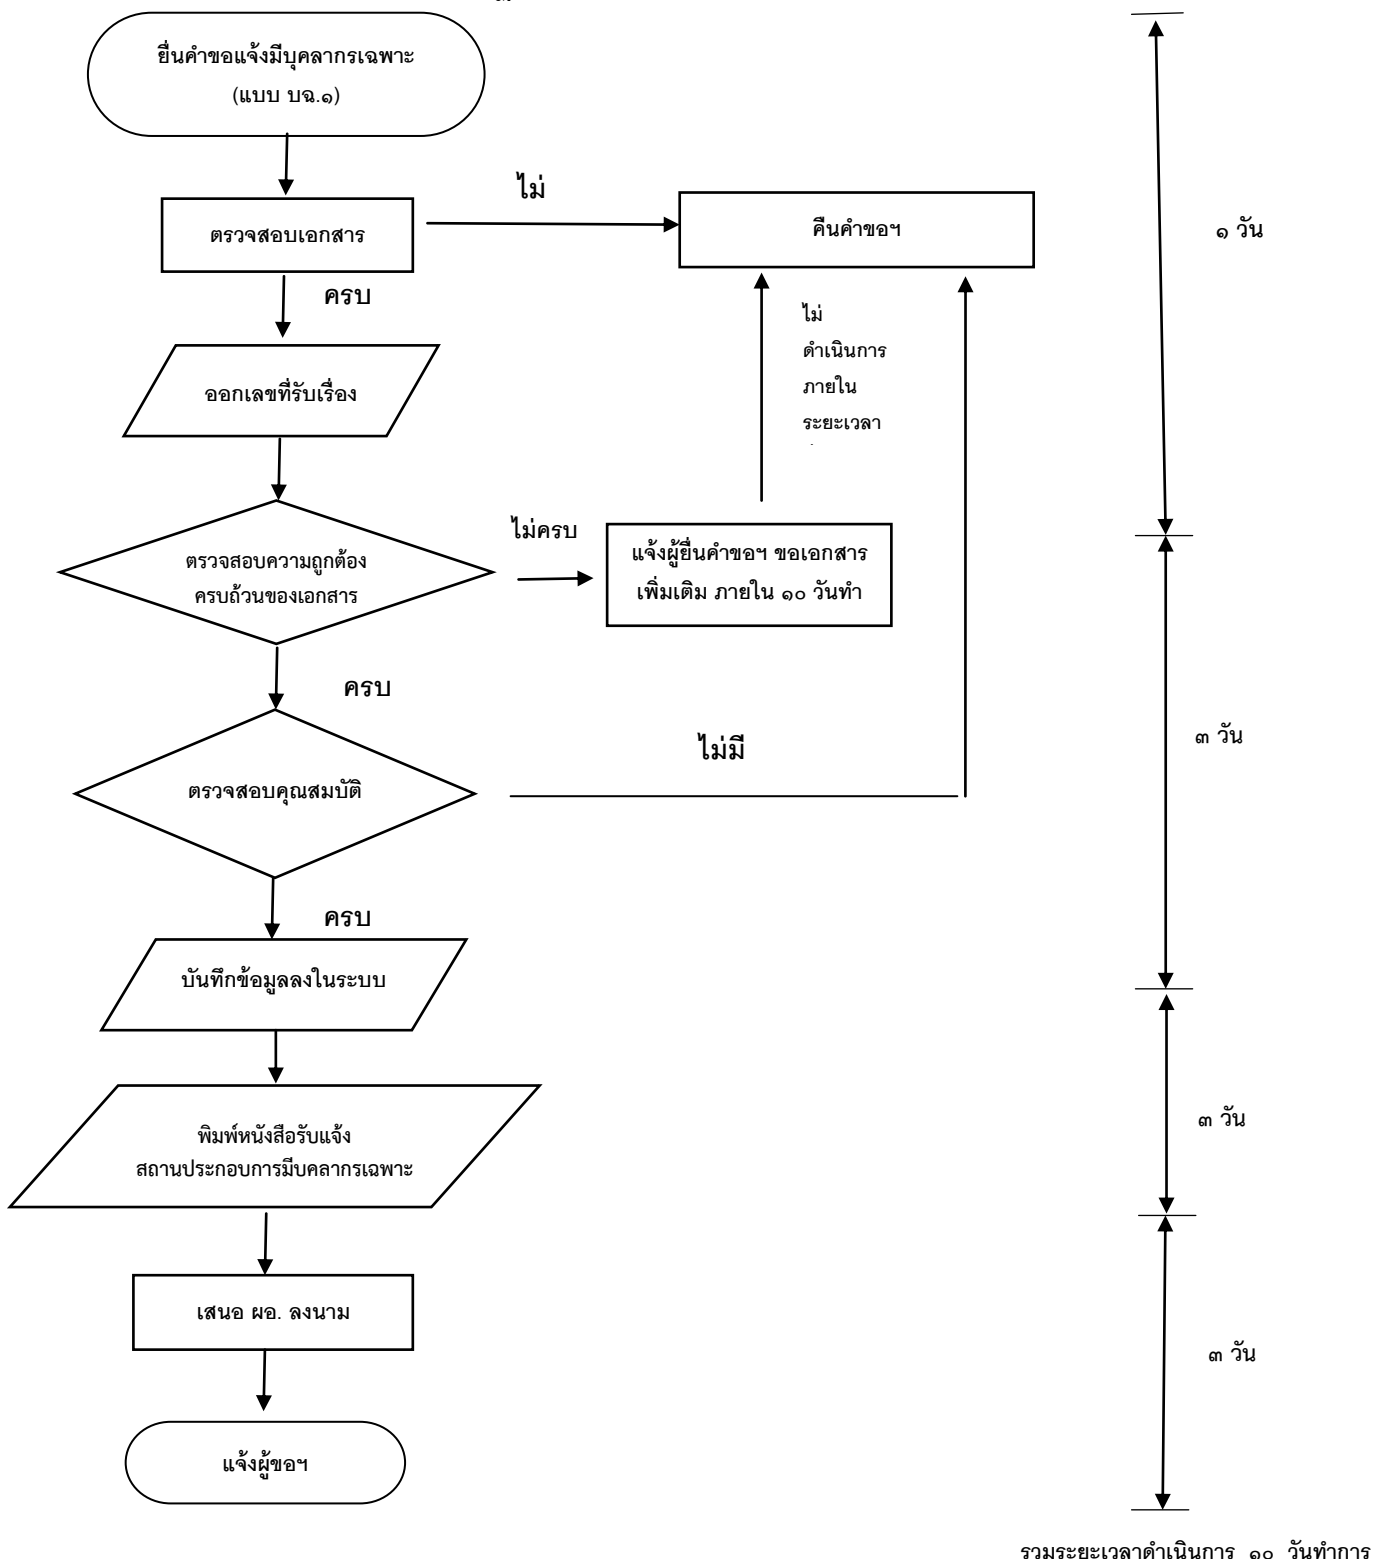 ยื่นคำขอแจ้งมีบุคลากรเฉพาะ
(แบบ บฉ.๑)
ไม่
ตรวจสอบเอกสาร
คืนคำขอฯ
๑ วัน
ครบ
ไม่
ดำเนินการ
ภายใน
ระยะเวลา
ออกเลขที่รับเรื่อง
ไม่ครบ
ตรวจสอบความถูกต้อง
ครบถ้วนของเอกสาร
แจ้งผู้ยื่นคำขอฯ ขอเอกสาร
เพิ่มเติม ภายใน ๑๐ วันทำ
ครบ
ไม่มี
๓ วัน
ตรวจสอบคุณสมบัติ
ครบ
บันทึกข้อมูลลงในระบบ
พิมพ์หนังสือรับแจ้ง
สถานประกอบการมีบคลากรเฉพาะ
๓ วัน
เสนอ ผอ. ลงนาม
๓ วัน
แจ้งผู้ขอฯ
รวมระยะเวลาดำเนินการ ๑๐ วันทำการ